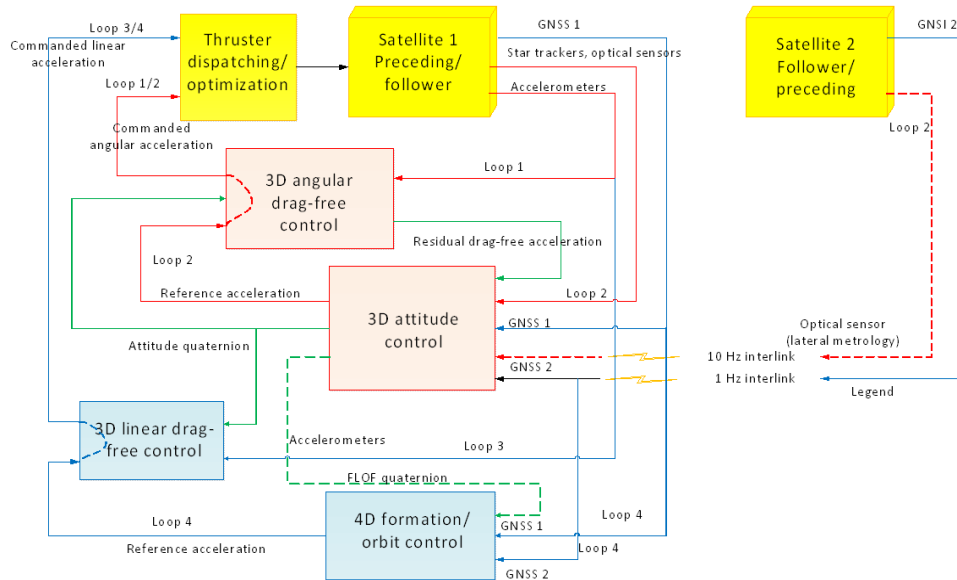 Loop 3/4
Commanded linear
acceleration
Loop 1/2
Commanded
angular acceleration
Thruster
dispatching/
optimization
Satellite 1
Preceding/
follower
GNSS 1
Star trackers, optical sensors
Accelerometers
Satellite 2
Follower/
preceding
GNSI 2
Loop 2
3D angular
drag-free
control
Loop 1
Residual drag-free acceleration
Loop 2
Reference acceleration
3D attitude
control
Loop 2
GNSS 1
GNSS 2
Optical sensor
(lateral metrology)
10 Hz interlink
1 Hz interlink
Legend
Attitude quaternion
3D linear drag-
free control
Accelerometers
Loop 3
FLOF quaternion
Loop 4
Reference acceleration
4D formation/
orbit control
GNSS 1
Loop 4
Loop 4
GNSS 2